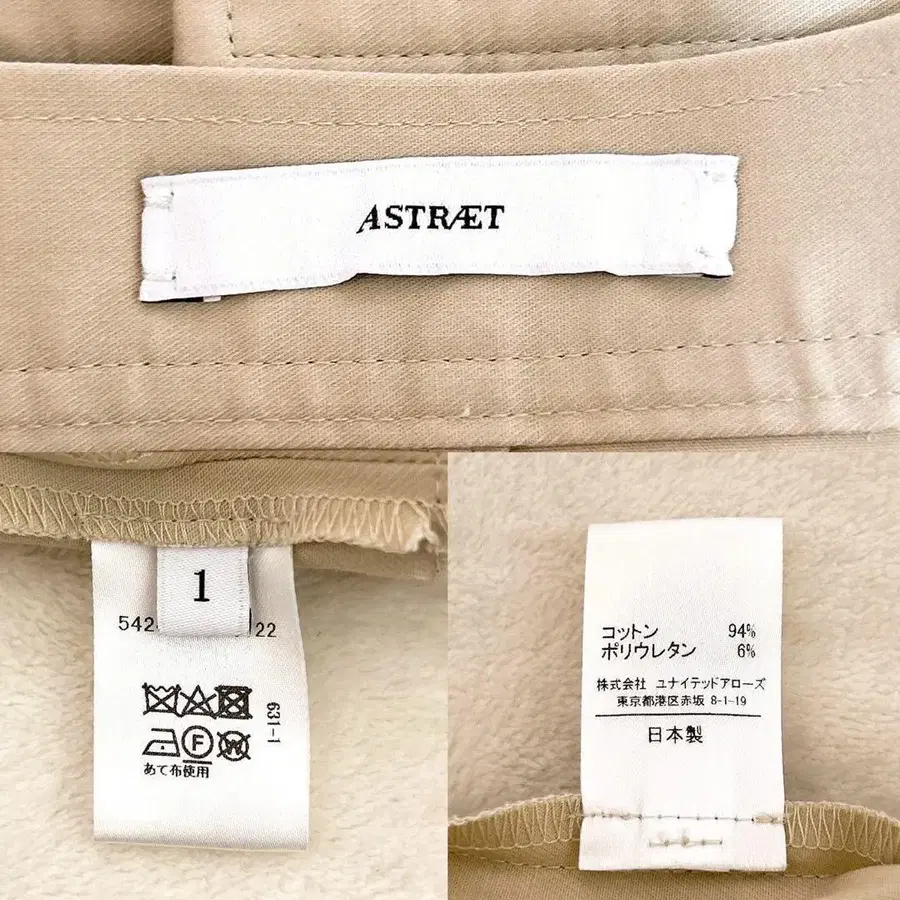 ASTRÆT
1
542
22
631-1
F
W
あて布使用
コットン 94%
ポリウレタン 6%
株式会社 ユナイテッドアローズ
東京都港区赤坂 8-1-19
日本製